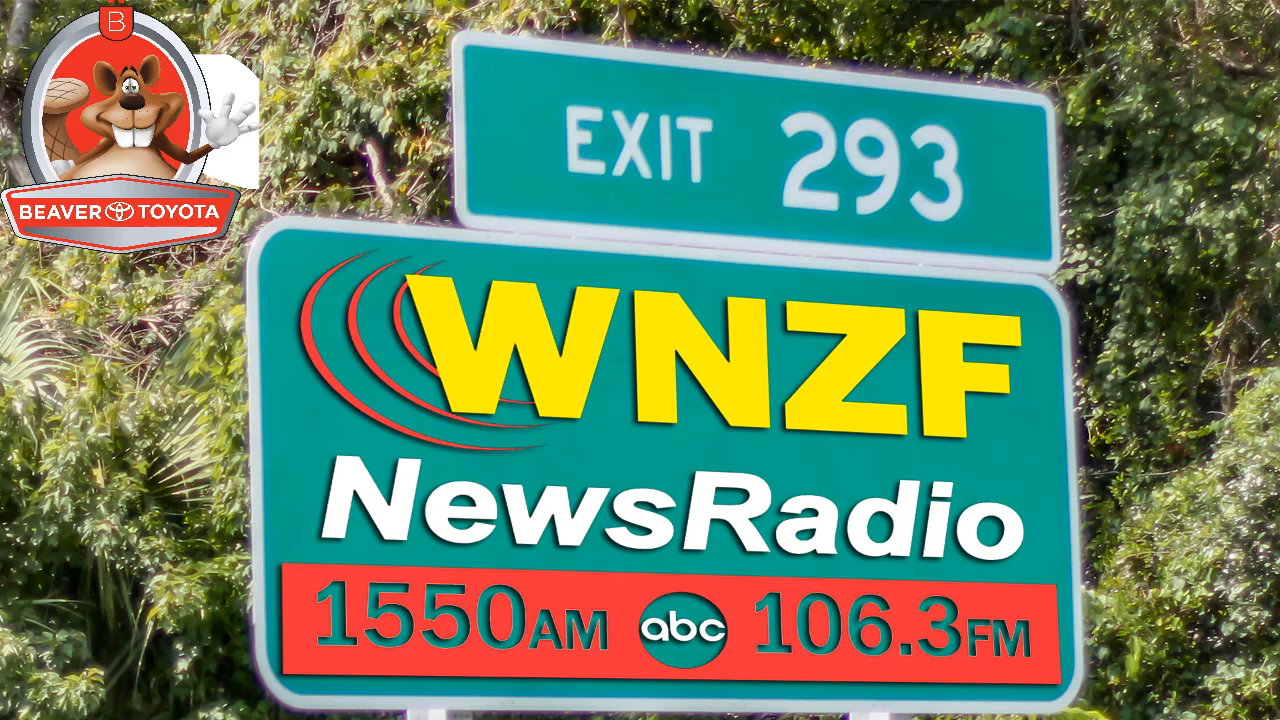 B
BEAVER TOYOTA
EXIT 293
WNZF
NewsRadio
1550AM abc 106.3FM